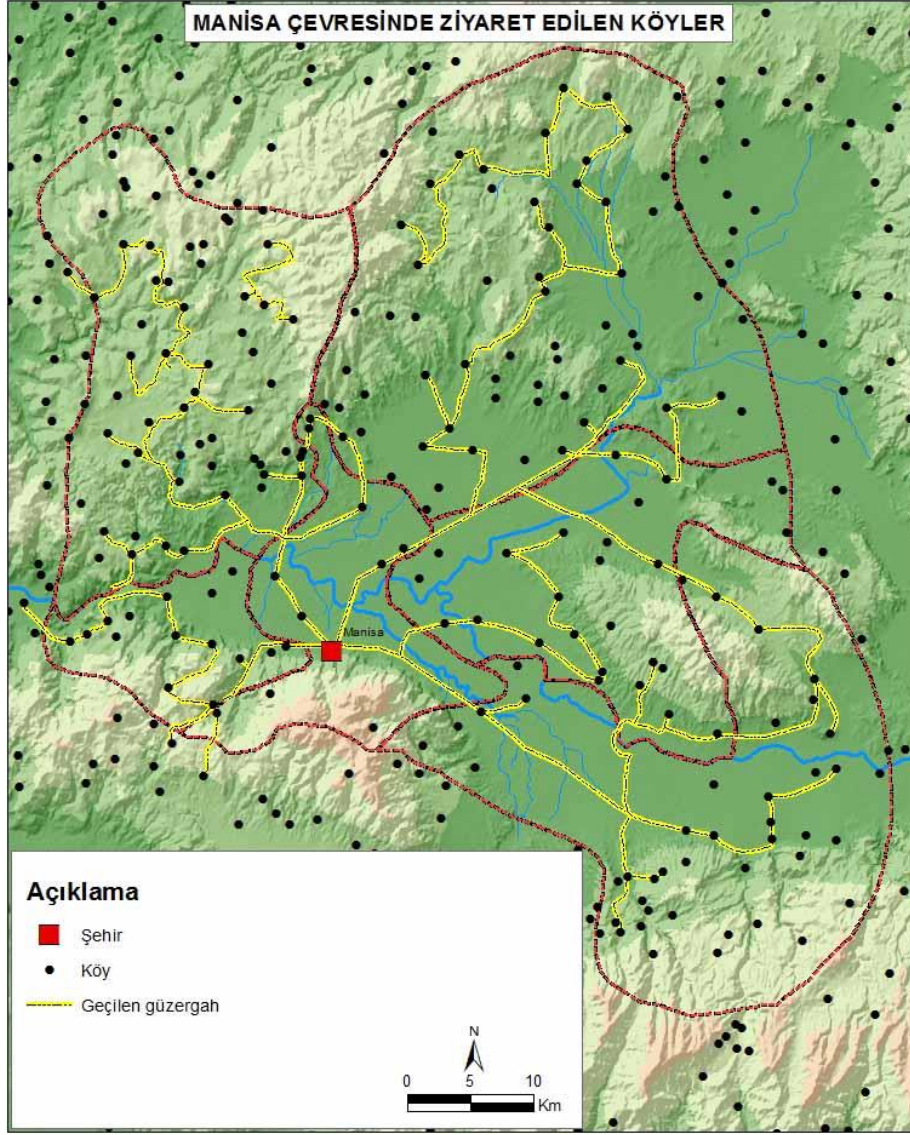 MANİSA ÇEVRESİNDE ZİYARET EDİLEN KÖYLER
Manisa
Açıklama
Şehir
Köy
Geçilen güzergah
N
0 5 10
Km